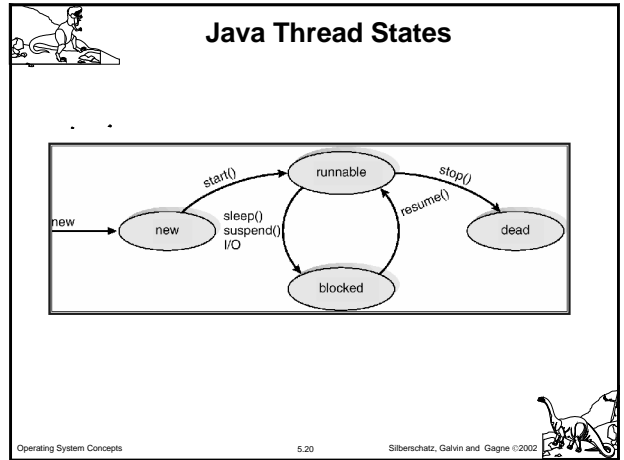 Java Thread States
new
start()
new
sleep()
suspend()
I/O
runnable
blocked
resume()
stop()
dead
Operating System Concepts
5.20
Silberschatz, Galvin and Gagne ©2002